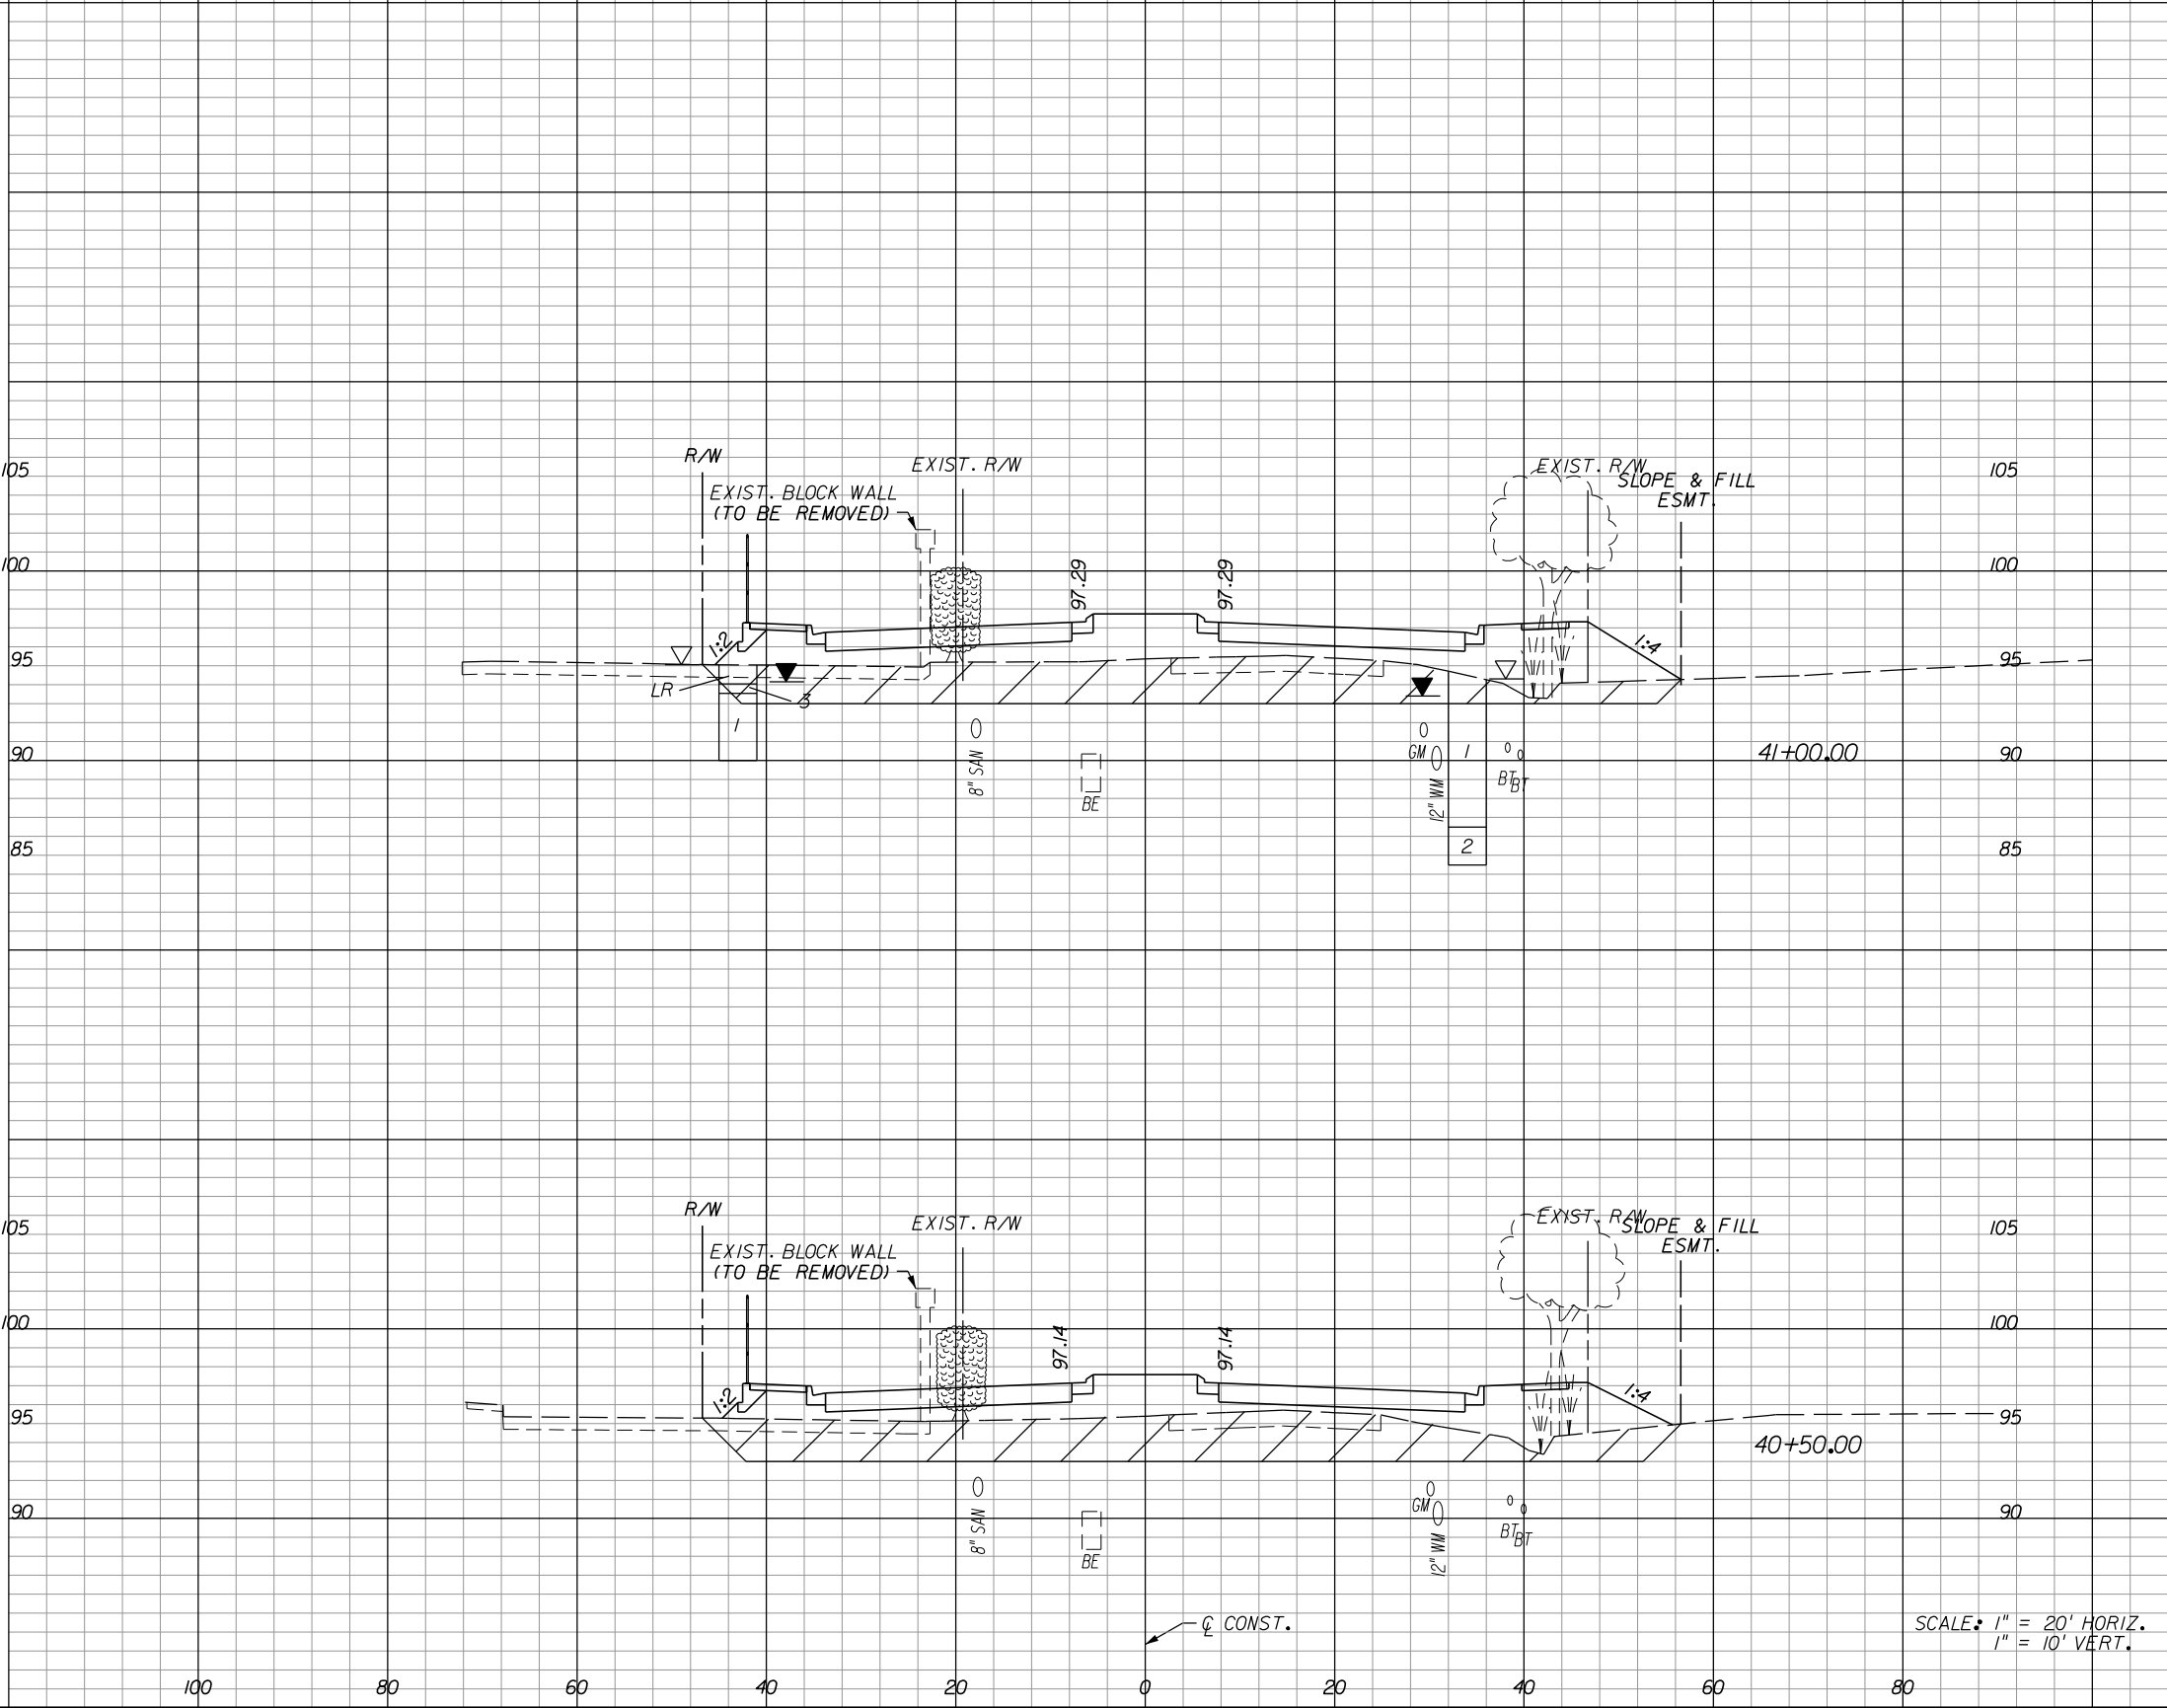 R/W
EXIST. R/W
EXIST. R/W
105
105
SLOPE & FILL
ESMT.
EXIST. BLOCK WALL
(TO BE REMOVED)
100
97.29
97.29
100
1:2
1:4
95
95
LR
3
1
8" SAN
BE
GM
12" WM
1
BT
BT
41+00.00
90
90
85
2
85
R/W
EXIST. R/W
EXIST. R/W
105
105
SLOPE & FILL
ESMT.
EXIST. BLOCK WALL
(TO BE REMOVED)
100
97.14
97.14
100
1:2
1:4
95
95
40+50.00
90
90
8" SAN
BE
GM
12" WM
BT
BT
℄ CONST.
SCALE: 1" = 20' HORIZ.
1" = 10' VERT.
100 80 60 40 20 0 20 40 60 80